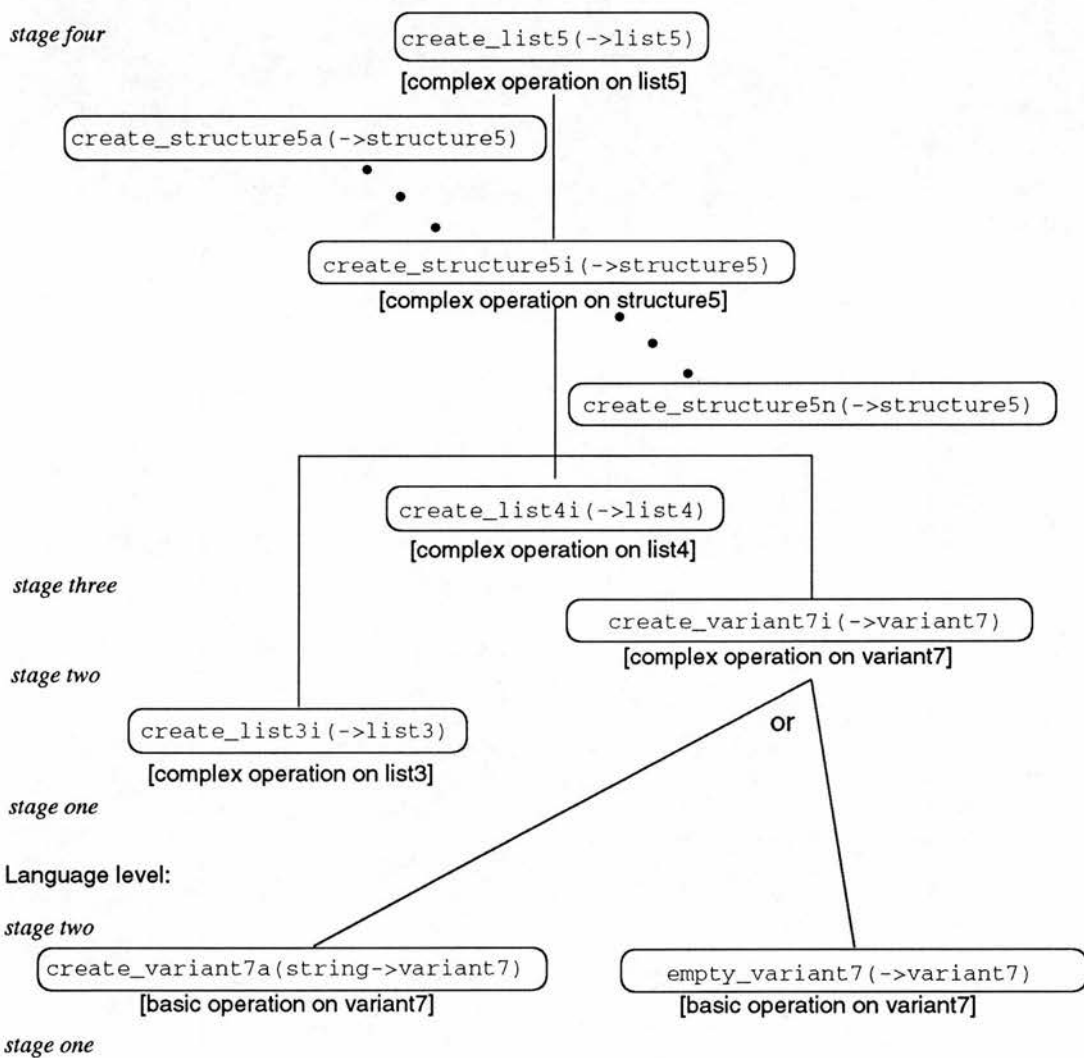 stage four
create_list5(->list5)
[complex operation on list5]
create_structure5a(->structure5)
create_structure5i(->structure5)
[complex operation on structure5]
create_structure5n(->structure5)
create_list4i(->list4)
[complex operation on list4]
stage three
create_variant7i(->variant7)
[complex operation on variant7]
stage two
or
create_list3i(->list3)
[complex operation on list3]
stage one
Language level:
stage two
create_variant7a(string->variant7)
empty_variant7(->variant7)
[basic operation on variant7]
[basic operation on variant7]
stage one